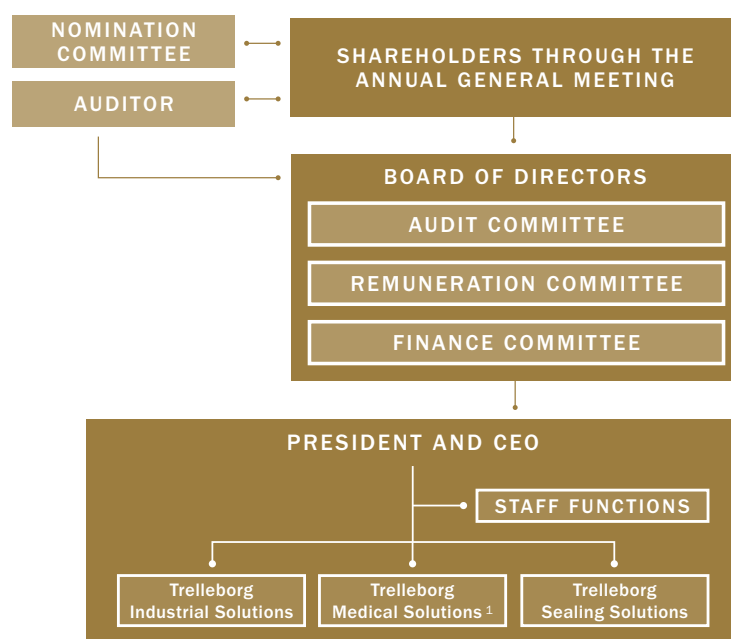 NOMINATION
COMMITTEE
SHAREHOLDERS THROUGH THE
ANNUAL GENERAL MEETING
AUDITOR
BOARD OF DIRECTORS
AUDIT COMMITTEE
REMUNERATION COMMITTEE
FINANCE COMMITTEE
PRESIDENT AND CEO
STAFF FUNCTIONS
Trelleborg
Industrial Solutions
Trelleborg
Medical Solutions 1
Trelleborg
Sealing Solutions